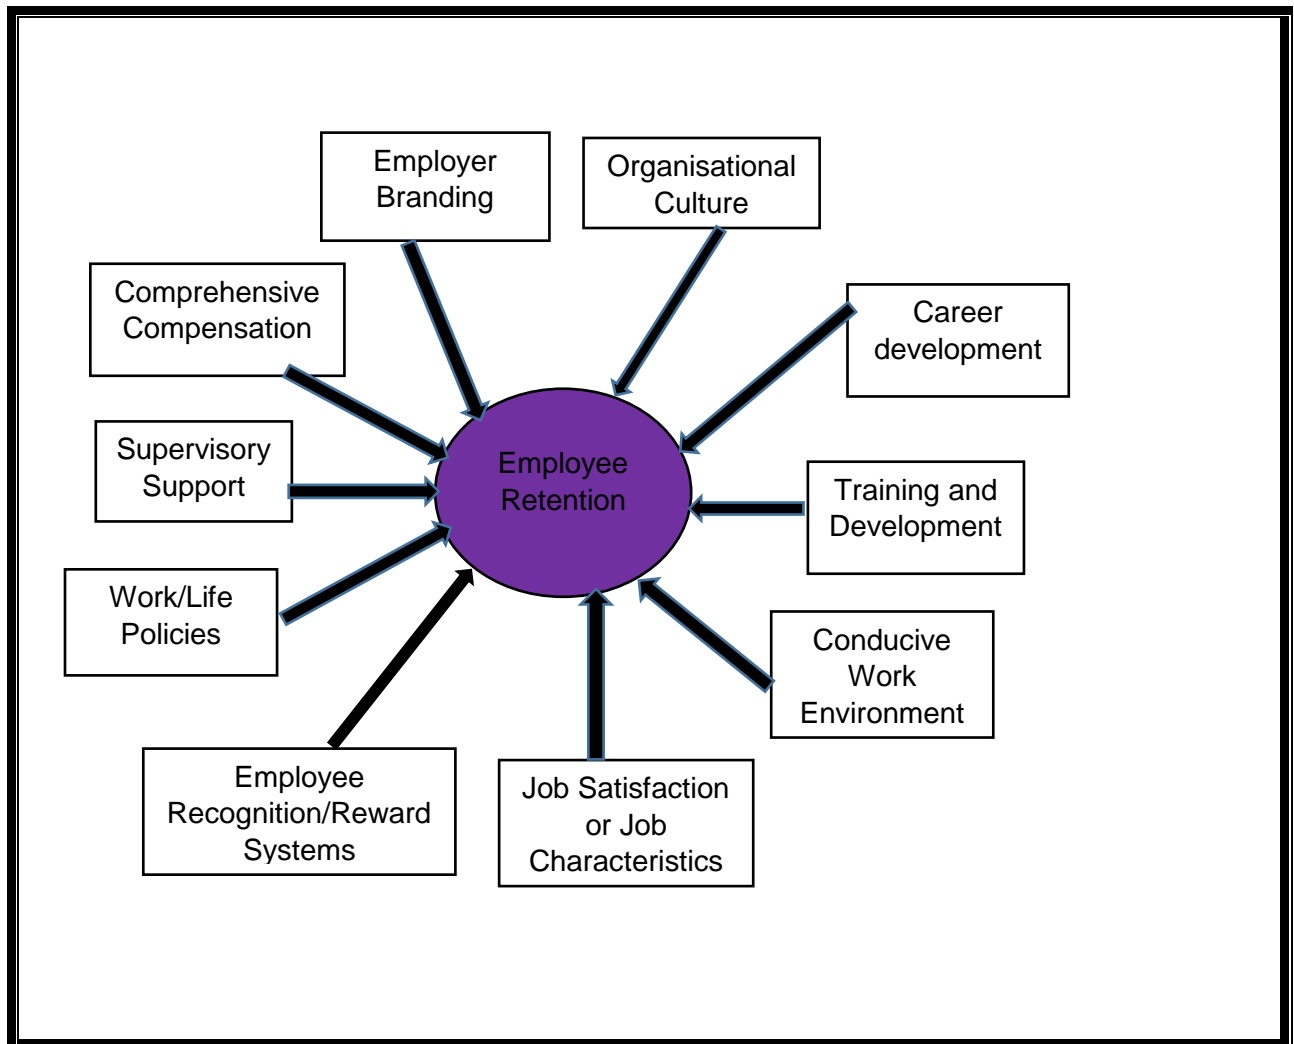 Employer
Branding
Organisational
Culture
Comprehensive
Compensation
Career
development
Supervisory
Support
Employee
Retention
Training and
Development
Work/Life
Policies
Conducive
Work
Environment
Employee
Recognition/Reward
Systems
Job Satisfaction
or Job
Characteristics